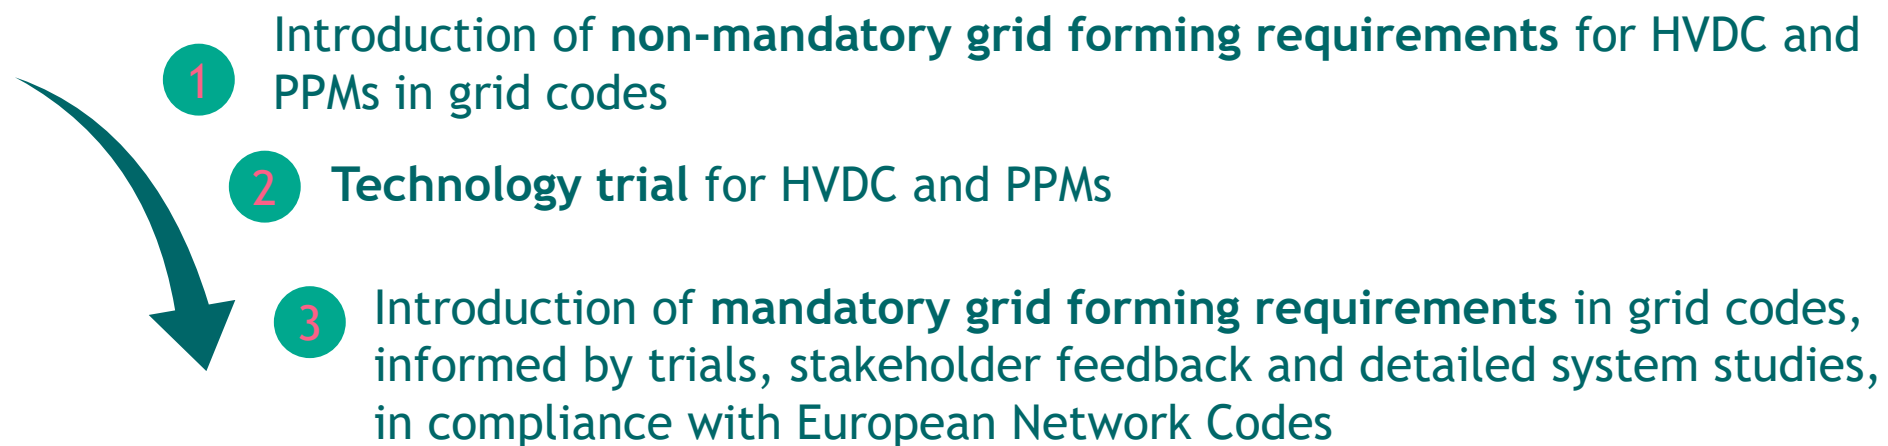 1
Introduction of non-mandatory grid forming requirements for HVDC and
PPMs in grid codes
2
Technology trial for HVDC and PPMs
3
Introduction of mandatory grid forming requirements in grid codes,
informed by trials, stakeholder feedback and detailed system studies,
in compliance with European Network Codes